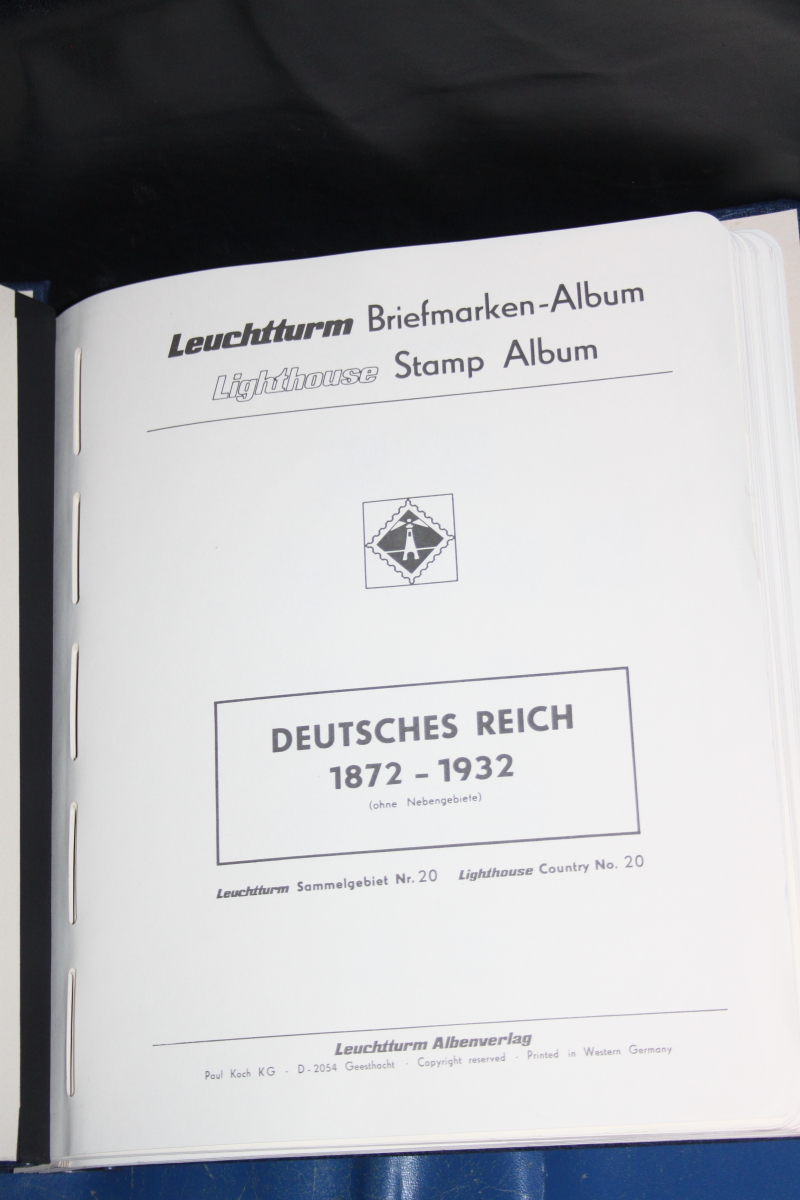 Leuchtturm Briefmarken-Album
Lighthouse Stamp Album
DEUTSCHES REICH
1872 - 1932
(ohne Nebengebiete)
Leuchtturm Sammelgebiet Nr. 20 Lighthouse Country No. 20
Leuchtturm Albenverlag
Paul Koch KG - D-2054 Geesthacht - Copyright reserved - Printed in Western Germany